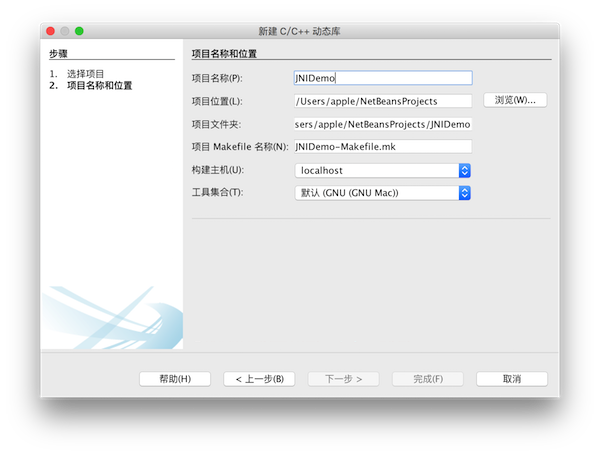 新建 C/C++ 动态库
步骤
1. 选择项目
2. 项目名称和位置
项目名称和位置
项目名称(P): JNIDemo
项目位置(L): /Users/apple/NetBeansProjects 浏览(W)...
项目文件夹: sers/apple/NetBeansProjects/JNIDemo
项目 Makefile 名称(N): JNIDemo-Makefile.mk
构建主机(U): localhost
工具集合(T): 默认 (GNU (GNU Mac))
帮助(H) < 上一步(B) 下一步 > 完成(F) 取消